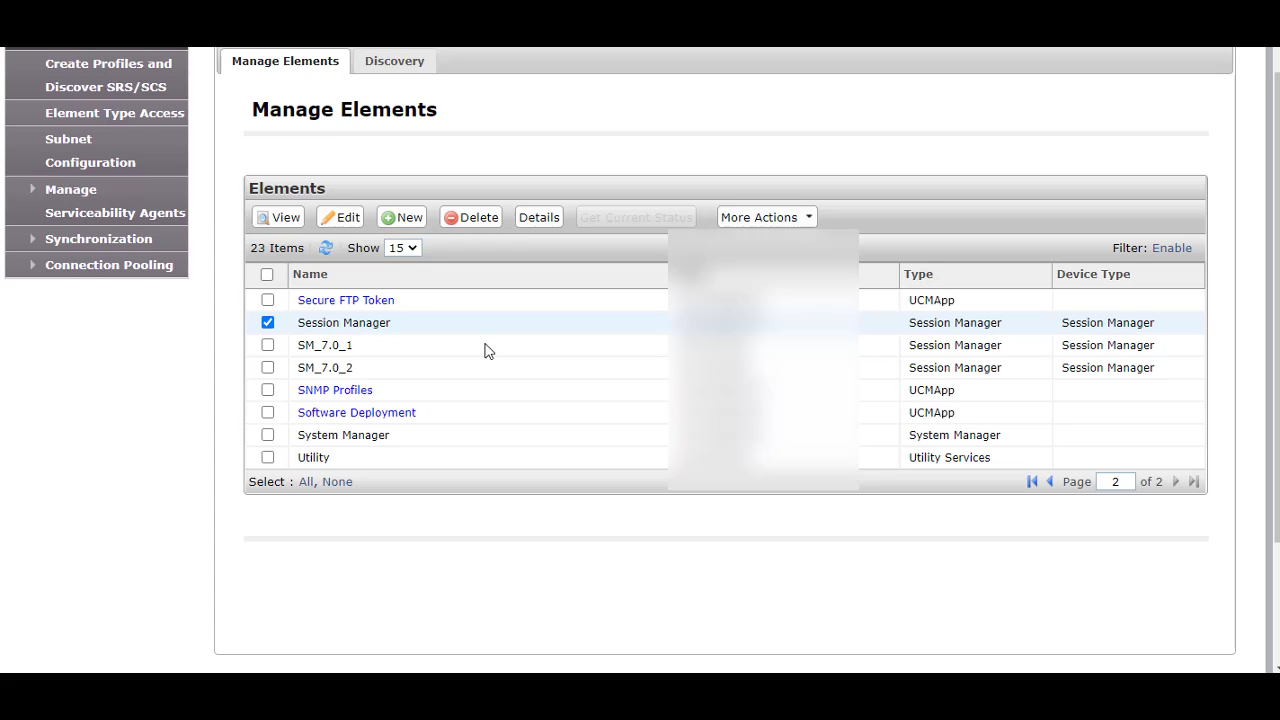 Create Profiles and
Discover SRS/SCS
Element Type Access
Subnet
Configuration
Manage
Serviceability Agents
Synchronization
Connection Pooling
Manage Elements
Discovery
Manage Elements
Elements
View
Edit
New
Delete
Details
Get Current Status
More Actions
23 Items
Show 15
Filter: Enable
Name Type Device Type
Secure FTP Token UCMApp
Session Manager Session Manager Session Manager
SM_7.0_1 Session Manager Session Manager
SM_7.0_2 Session Manager Session Manager
SNMP Profiles UCMApp
Software Deployment UCMApp
System Manager System Manager
Utility Utility Services
Select : All, None
Page 2 of 2